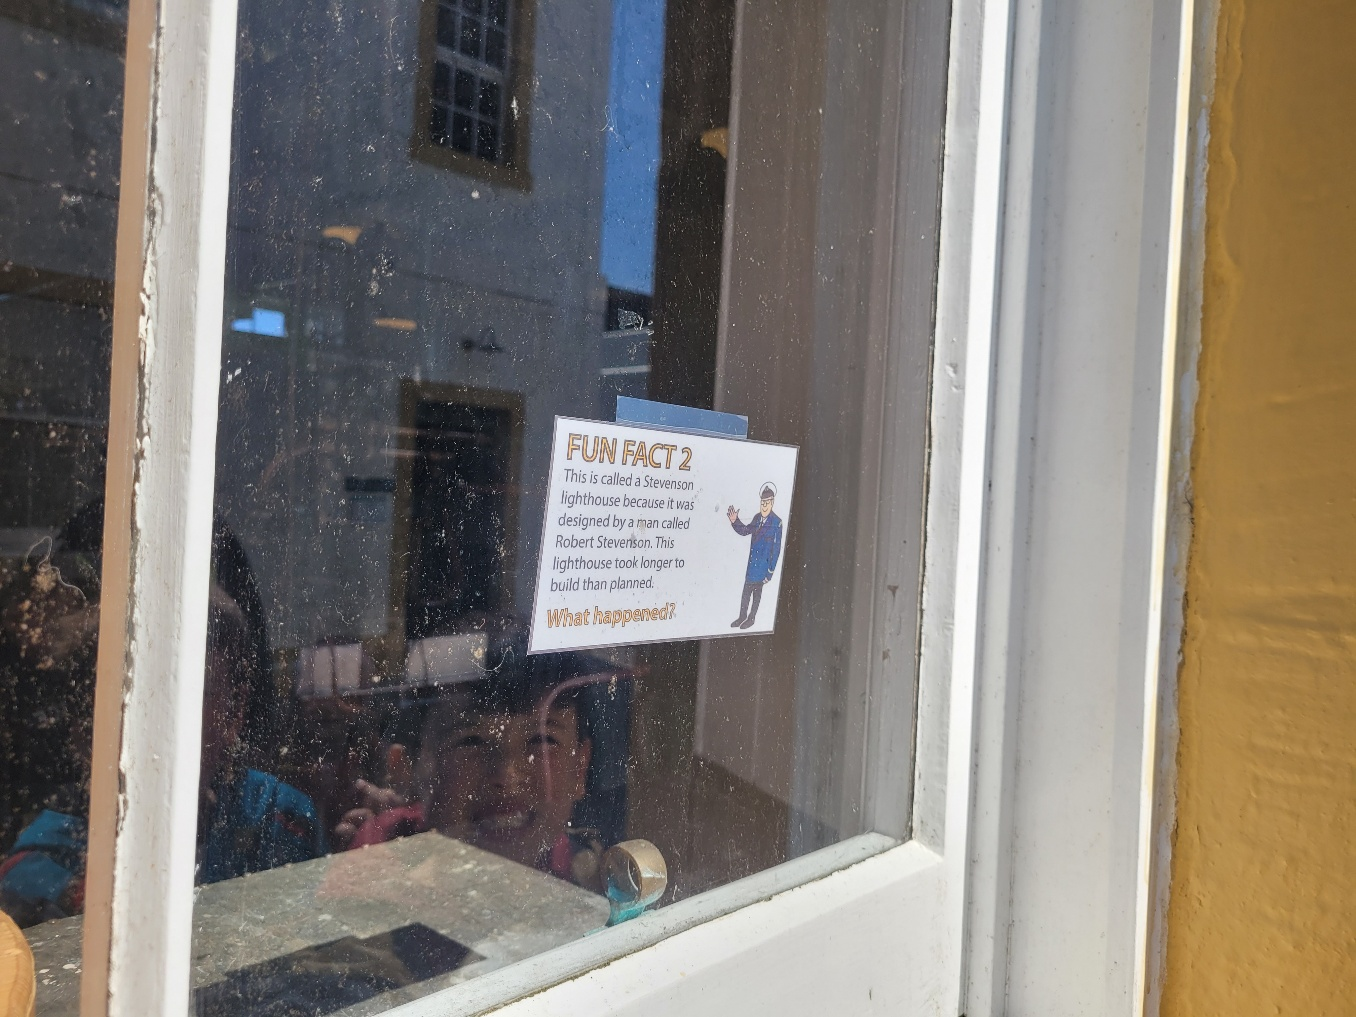 FUN FACT 2
This is called a Stevenson
lighthouse because it was
designed by a man called
Robert Stevenson. This
lighthouse took longer to
build than planned.
What happened?